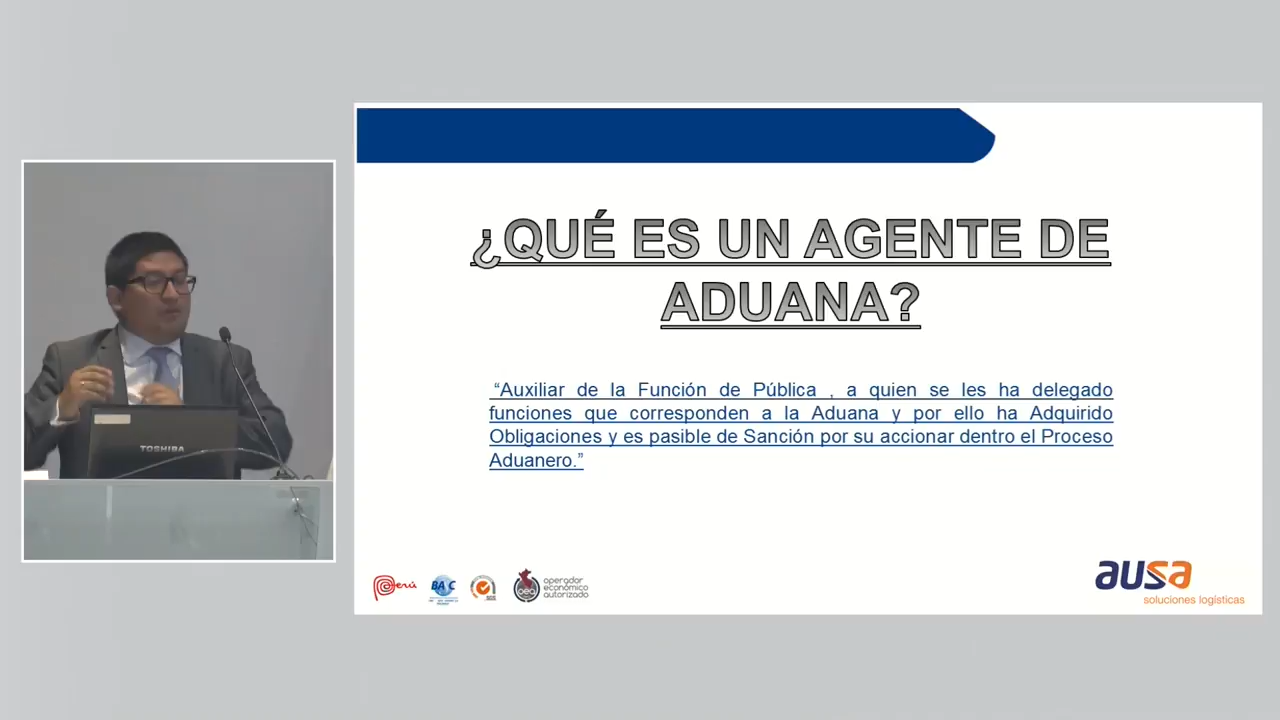 ¿QUÉ ES UN AGENTE DE
ADUANA?
“Auxiliar de la Función de Pública , a quien se les ha delegado
funciones que corresponden a la Aduana y por ello ha Adquirido
Obligaciones y es pasible de Sanción por su accionar dentro el Proceso
Aduanero.”
TOSHIBA
Perú
BASC
oea
operador
económico
autorizado
ausa
soluciones logísticas